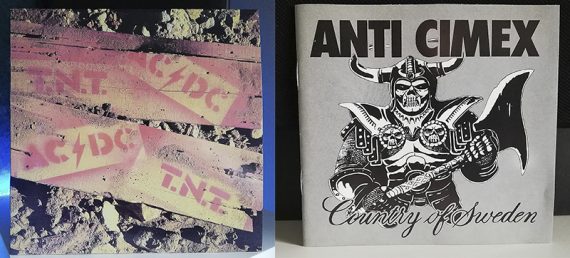 AC⚡DC
T.N.T.
AC⚡DC
T.N.T.
ANTI CIMEX
Country of Sweden